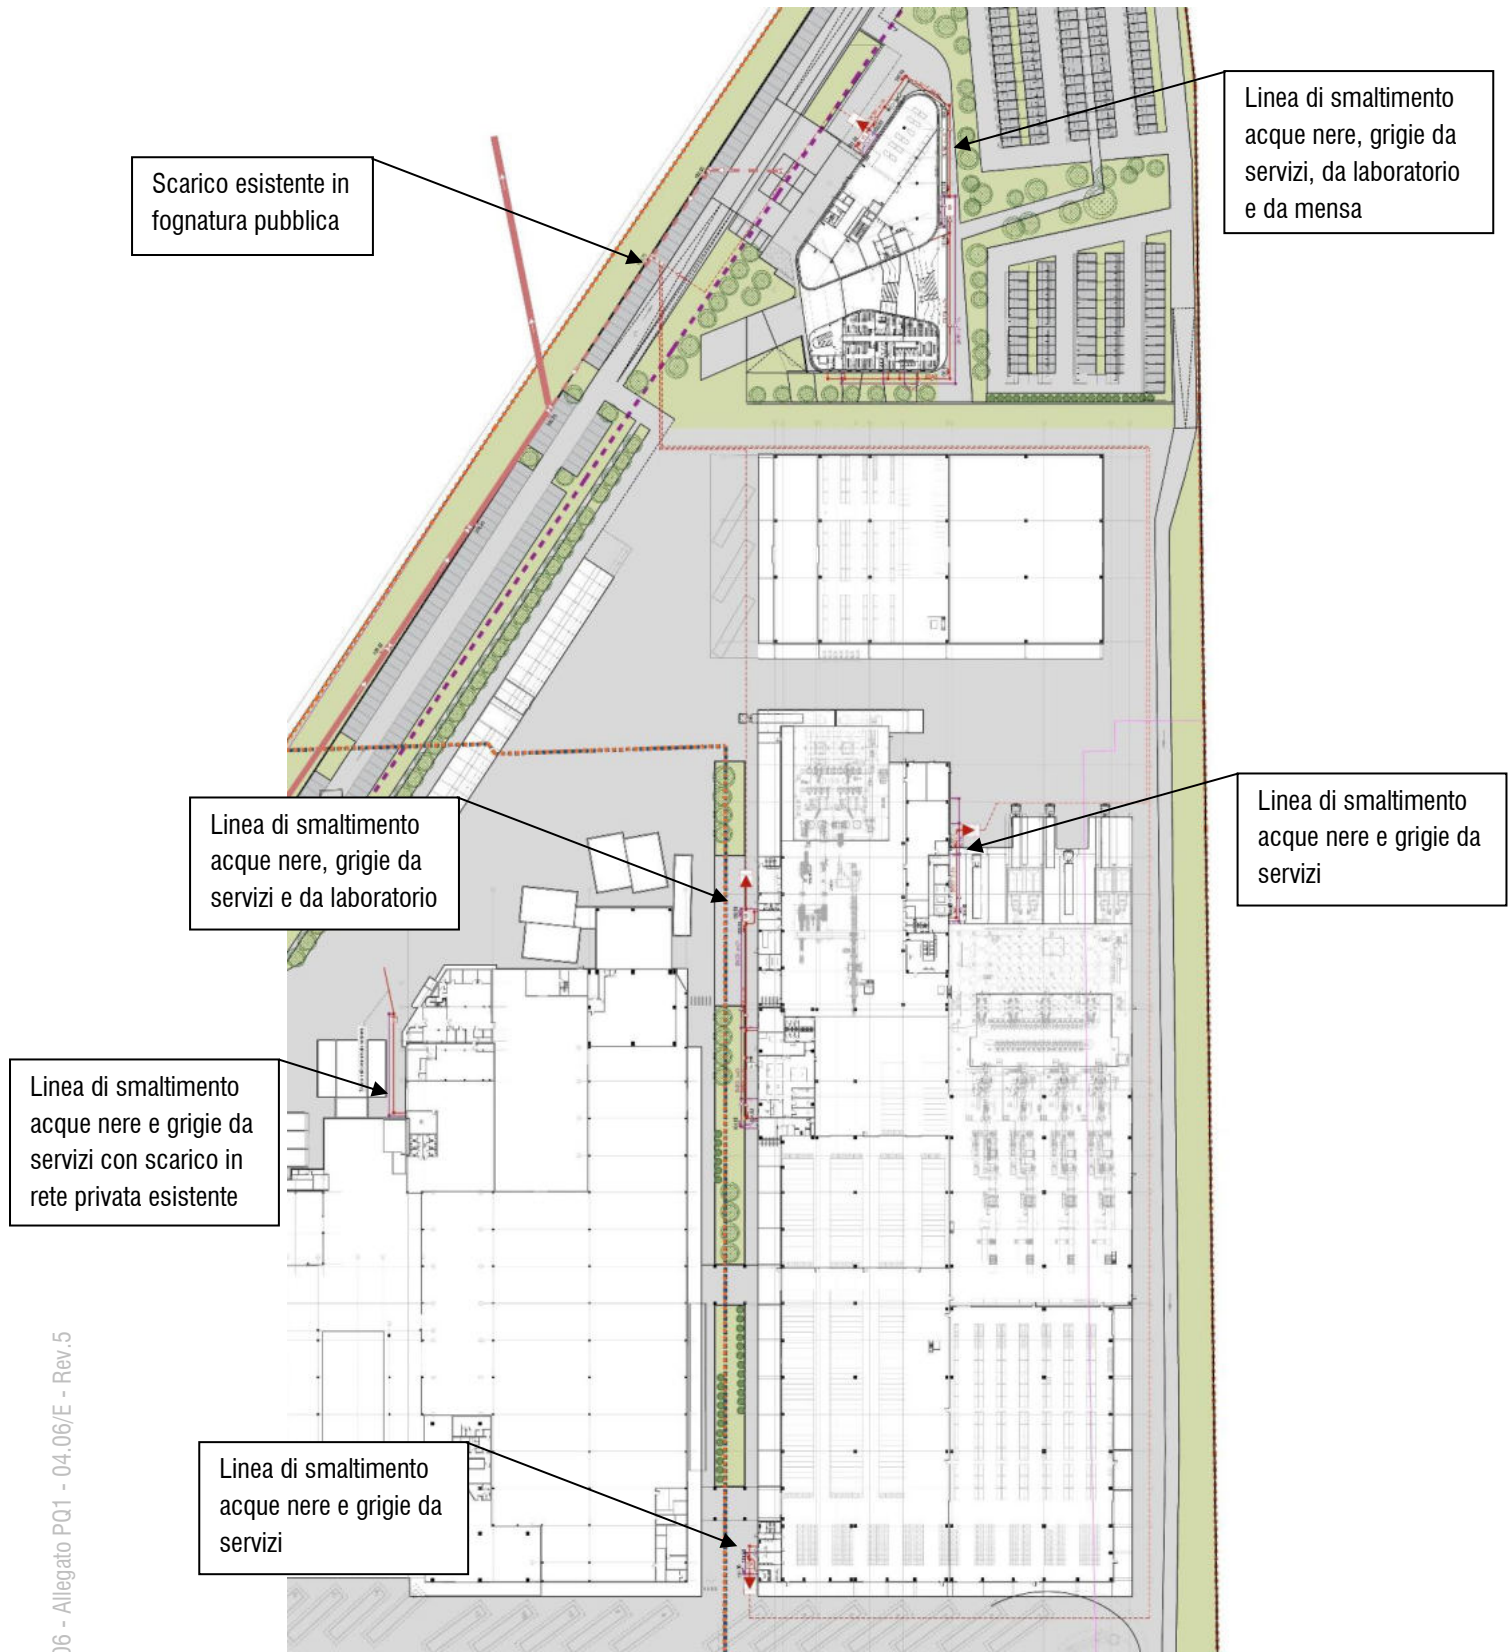 Linea di smaltimento
acque nere, grigie da
servizi, da laboratorio
e da mensa
Scarico esistente in
fognatura pubblica
Linea di smaltimento
acque nere e grigie da
servizi
Linea di smaltimento
acque nere, grigie da
servizi e da laboratorio
Linea di smaltimento
acque nere e grigie da
servizi con scarico in
rete privata esistente
Linea di smaltimento
acque nere e grigie da
servizi
06 - Allegato PQ1 - 04.06/E - Rev.5